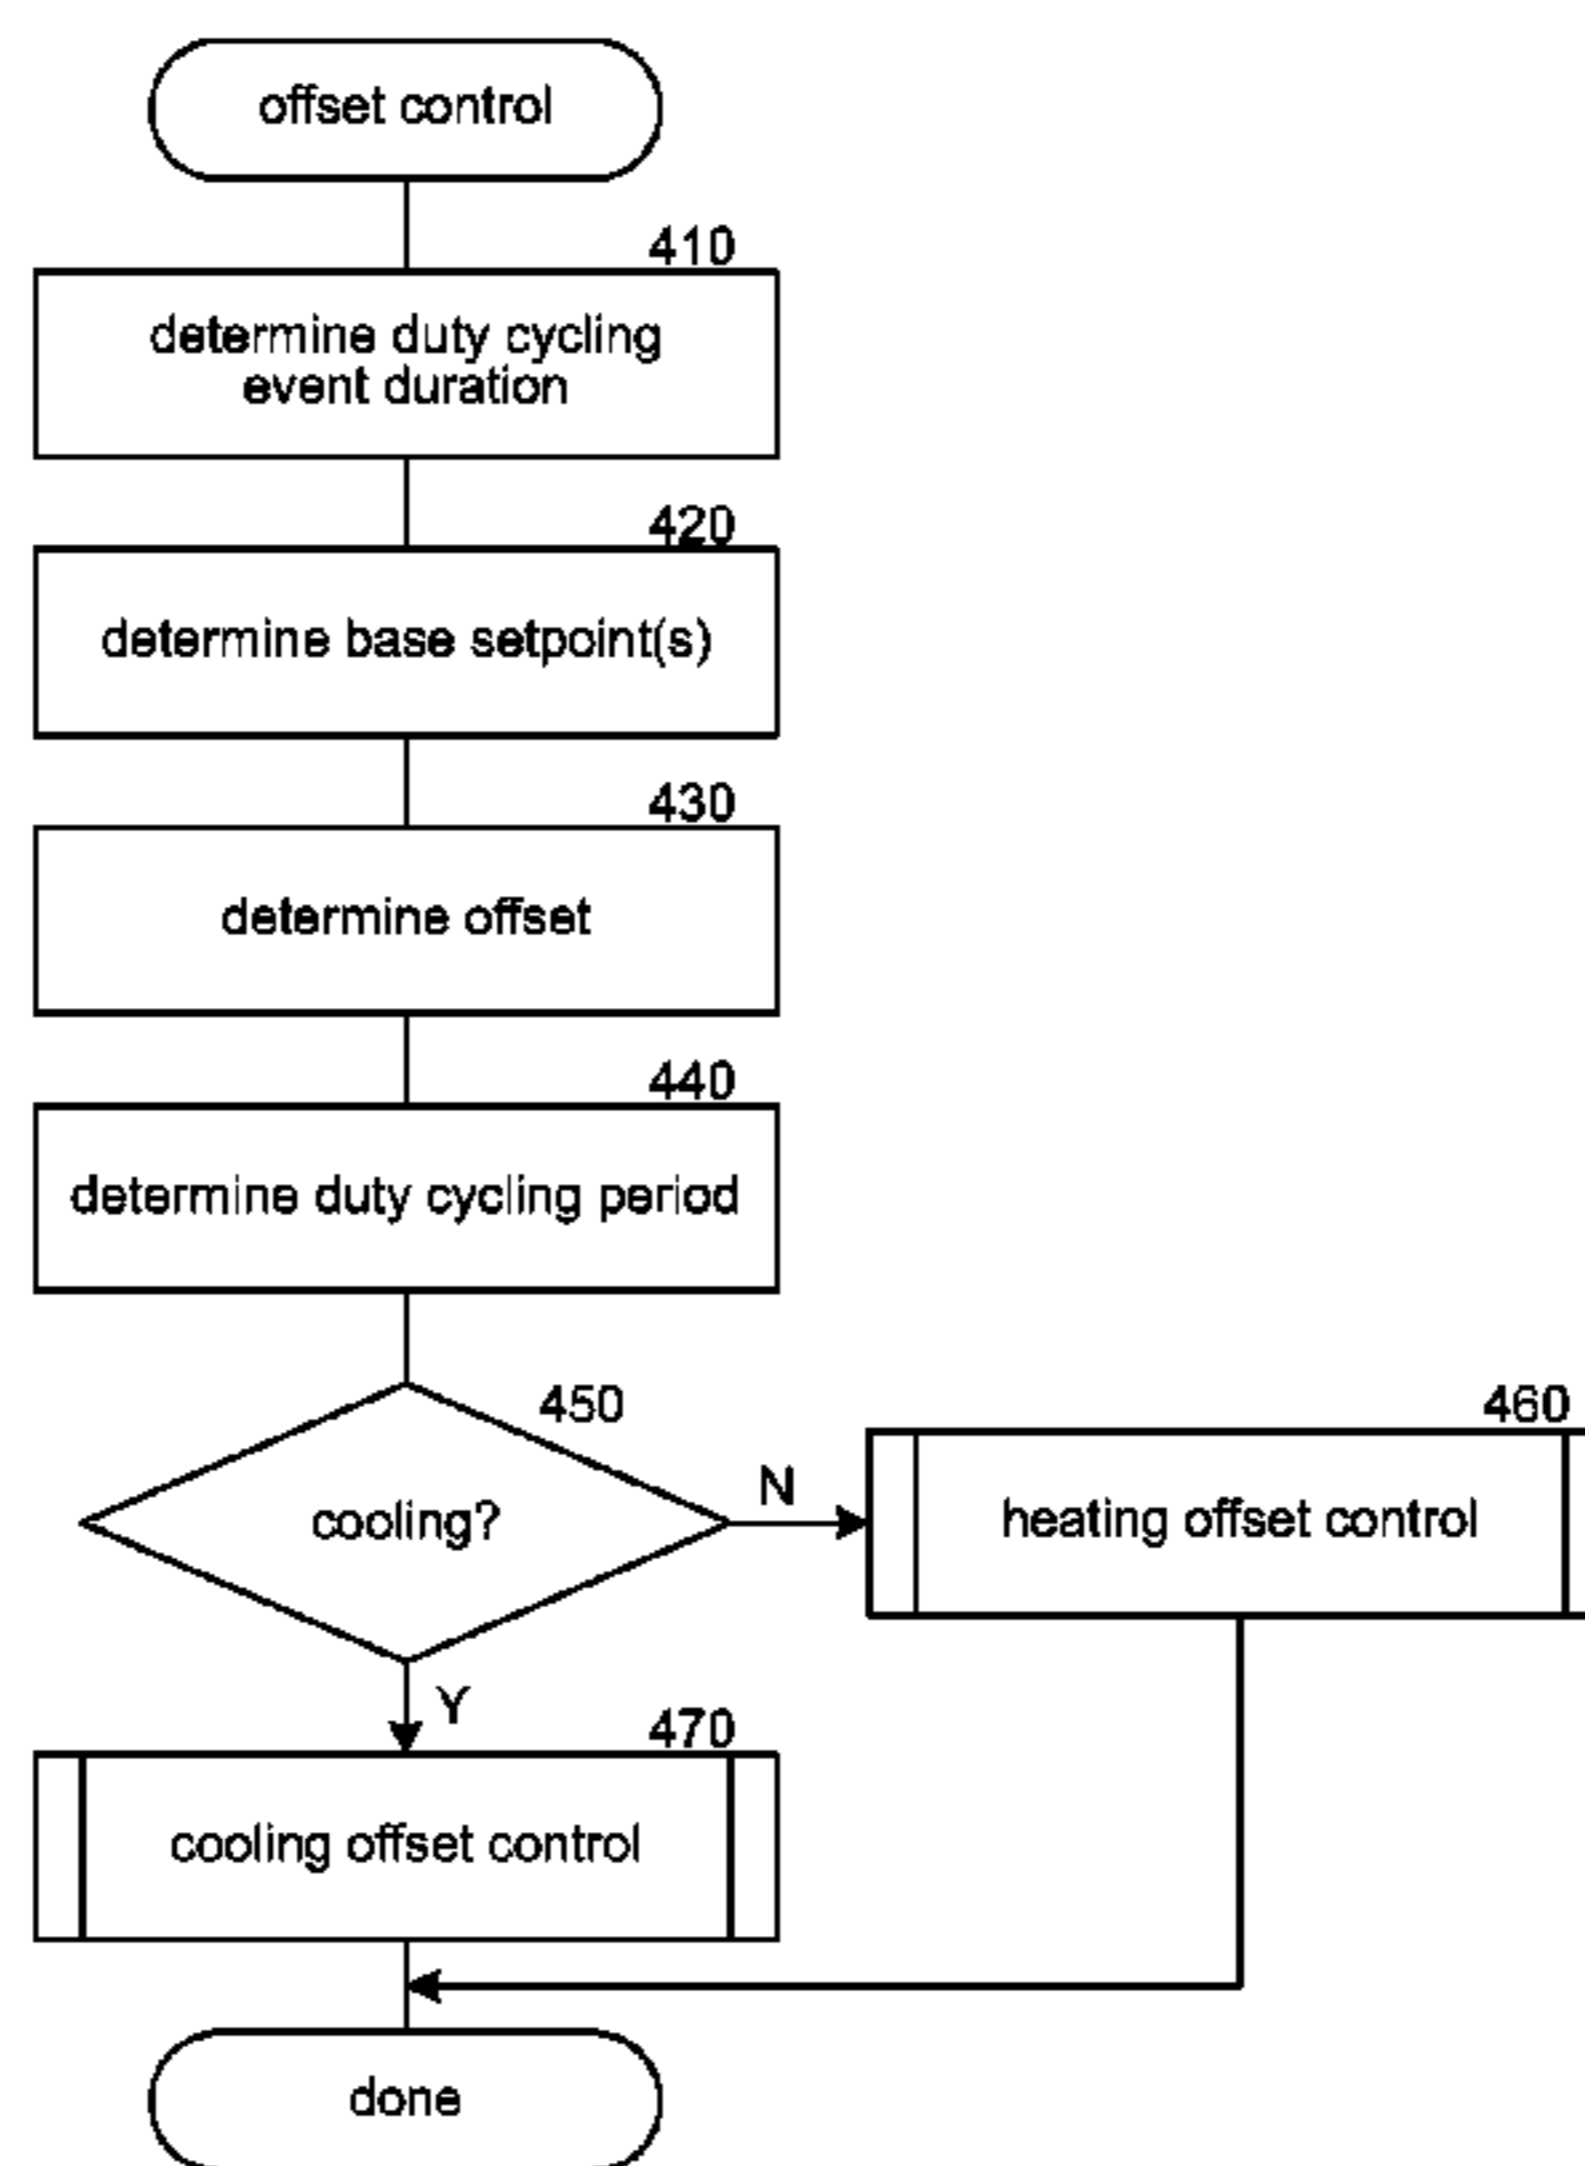 offset control
410
determine duty cycling
event duration
420
determine base setpoint(s)
430
determine offset
440
determine duty cycling period
450
cooling?
N
460
heating offset control
Y
470
cooling offset control
done